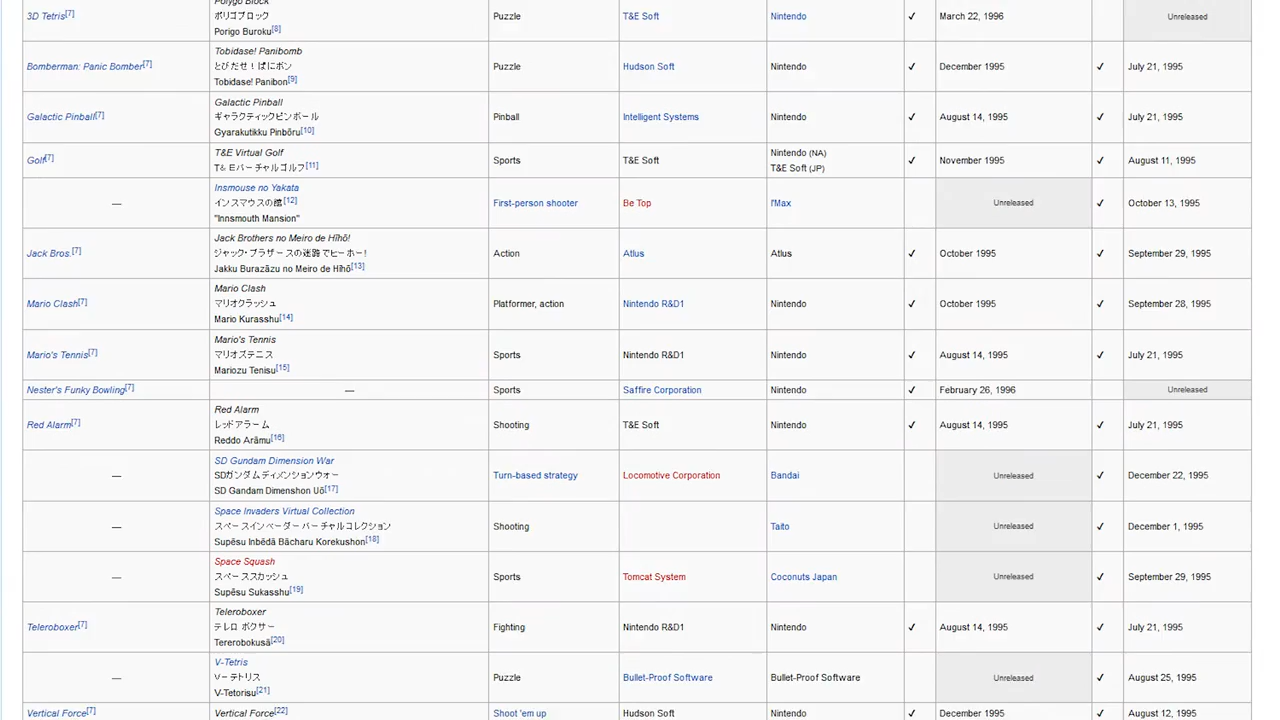 Polygo Block
3D Tetris[7] ポリゴブロック Puzzle T&E Soft Nintendo ✓ March 22, 1996 Unreleased
Porigo Buroku[8]
Tobidase! Panibomb
Bomberman: Panic Bomber[7] とびだせ！ぱにボン Puzzle Hudson Soft Nintendo ✓ December 1995 ✓ July 21, 1995
Tobidase! Panibon[9]
Galactic Pinball
Galactic Pinball[7] ギャラクティックピンボール Pinball Intelligent Systems Nintendo ✓ August 14, 1995 ✓ July 21, 1995
Gyarakutikku Pinbōru[10]
T&E Virtual Golf Nintendo (NA)
Golf[7] Sports T&E Soft ✓ November 1995 ✓ August 11, 1995
T&Eバーチャルゴルフ[11] T&E Soft (JP)
Insmouse no Yakata
— インスマウスの館[12] First-person shooter Be Top I'Max Unreleased ✓ October 13, 1995
"Innsmouth Mansion"
Jack Brothers no Meiro de Hīhō!
Jack Bros.[7] ジャック・ブラザースの迷路でヒーホー! Action Atlus Atlus ✓ October 1995 ✓ September 29, 1995
Jakku Burazāzu no Meiro de Hīhō[13]
Mario Clash
Mario Clash[7] マリオクラッシュ Platformer, action Nintendo R&D1 Nintendo ✓ October 1995 ✓ September 28, 1995
Mario Kurasshu[14]
Mario's Tennis
Mario's Tennis[7] マリオズテニス Sports Nintendo R&D1 Nintendo ✓ August 14, 1995 ✓ July 21, 1995
Mariozu Tenisu[15]
Nester's Funky Bowling[7] — Sports Saffire Corporation Nintendo ✓ February 26, 1996 Unreleased
Red Alarm
Red Alarm[7] レッドアラーム Shooting T&E Soft Nintendo ✓ August 14, 1995 ✓ July 21, 1995
Reddo Arāmu[16]
SD Gundam Dimension War
— SDガンダム ディメンションウォー Turn-based strategy Locomotive Corporation Bandai Unreleased ✓ December 22, 1995
SD Gandam Dimenshon Uō[17]
Space Invaders Virtual Collection
— スペースインベーダー バーチャルコレクション Shooting Taito Unreleased ✓ December 1, 1995
Supēsu Inbēdā Bācharu Korekushon[18]
Space Squash
— スペーススカッシュ Sports Tomcat System Coconuts Japan Unreleased ✓ September 29, 1995
Supēsu Sukasshu[19]
Teleroboxer
Teleroboxer[7] テレロ ボクサー Fighting Nintendo R&D1 Nintendo ✓ August 14, 1995 ✓ July 21, 1995
Tererobokusā[20]
V-Tetris
— V－テトリス Puzzle Bullet-Proof Software Bullet-Proof Software Unreleased ✓ August 25, 1995
V-Tetorisu[21]
Vertical Force[7] Vertical Force[22] Shoot 'em up Hudson Soft Nintendo ✓ December 1995 ✓ August 12, 1995